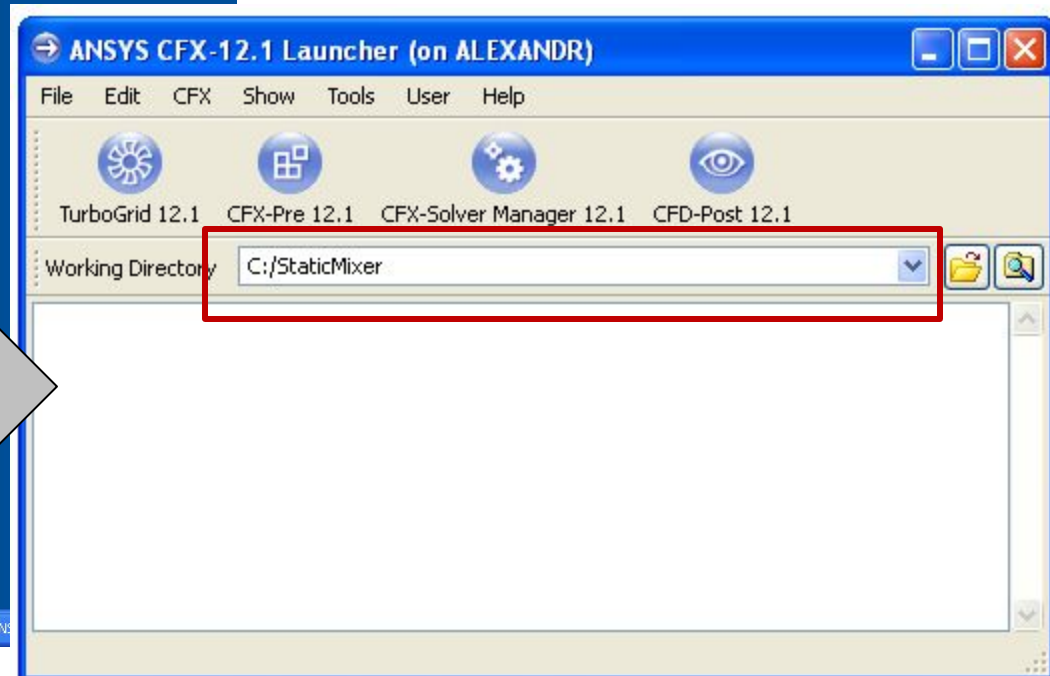 ANSYS CFX-12.1 Launcher (on ALEXANDR)
File Edit CFX Show Tools User Help
TurboGrid 12.1 CFX-Pre 12.1 CFX-Solver Manager 12.1 CFD-Post 12.1
Working Directory C:/StaticMixer